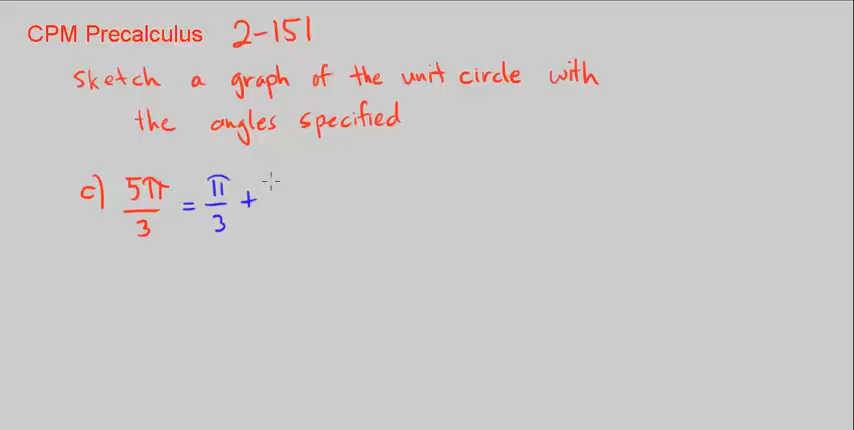 CPM Precalculus 2-151
Sketch a graph of the unit circle with
the angles specified
c) 5π/3 = π/3 +